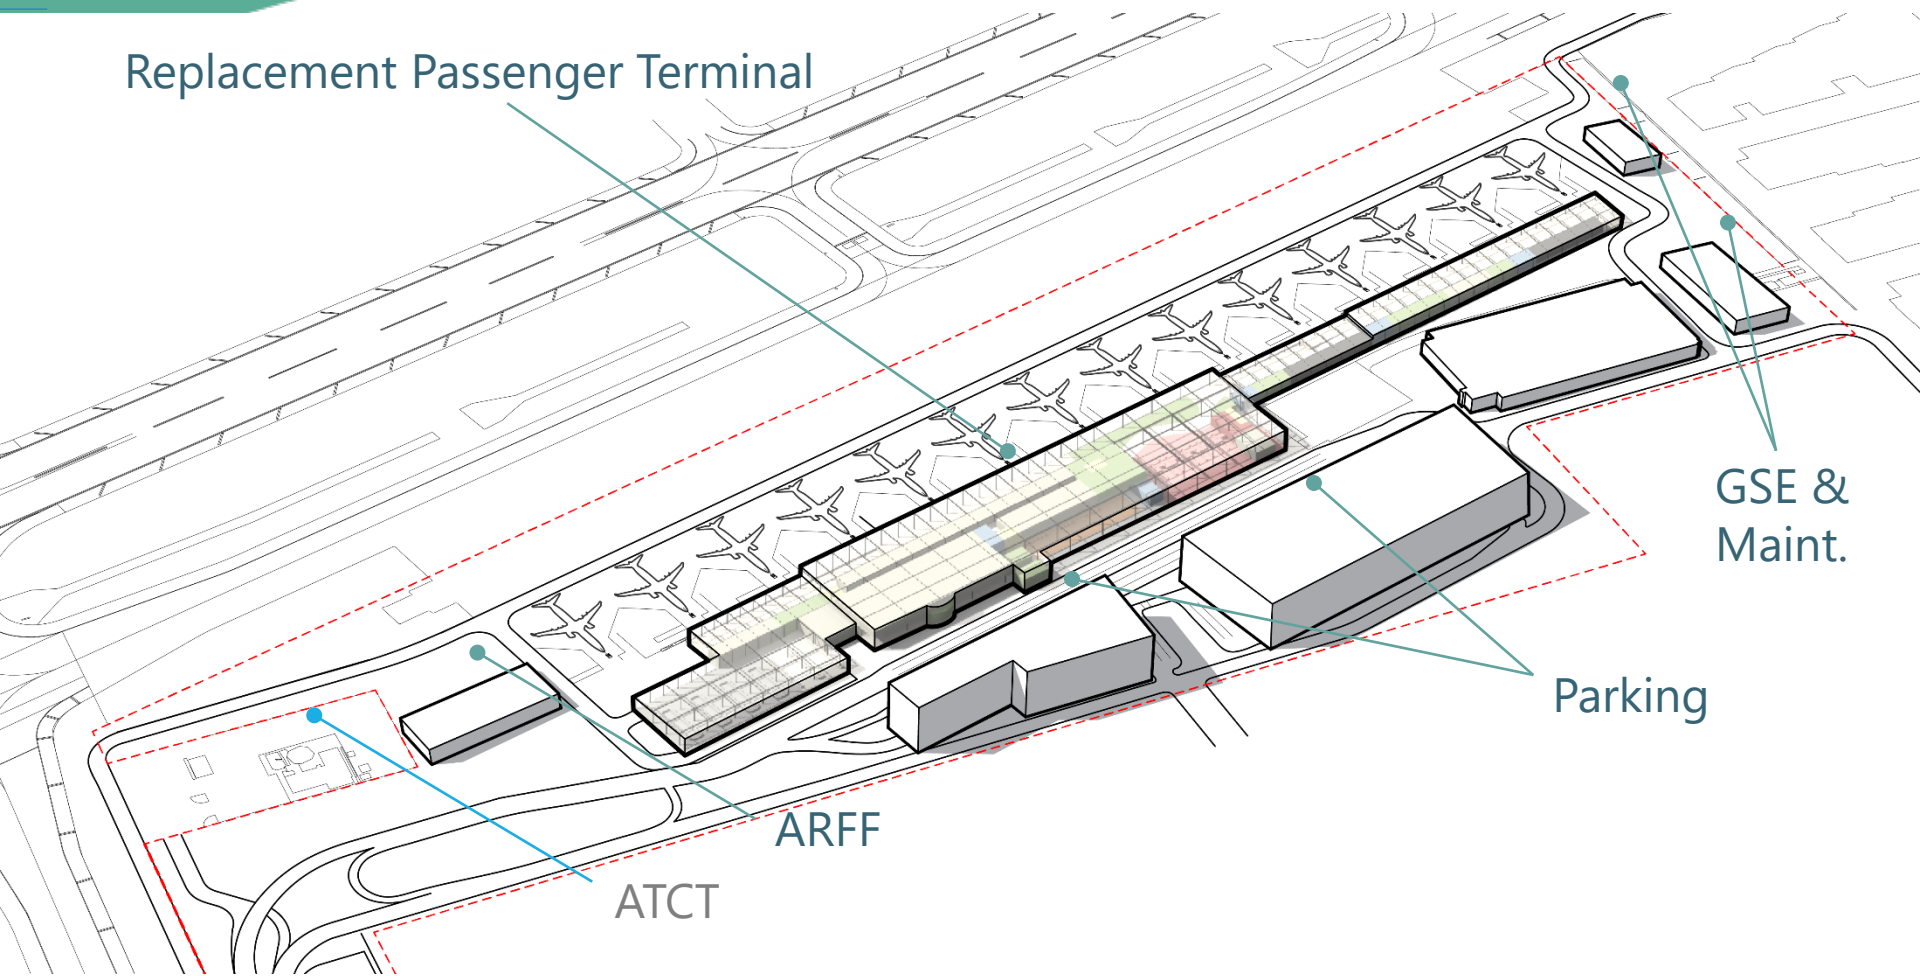 Replacement Passenger Terminal
GSE &
Maint.
Parking
ARFF
ATCT